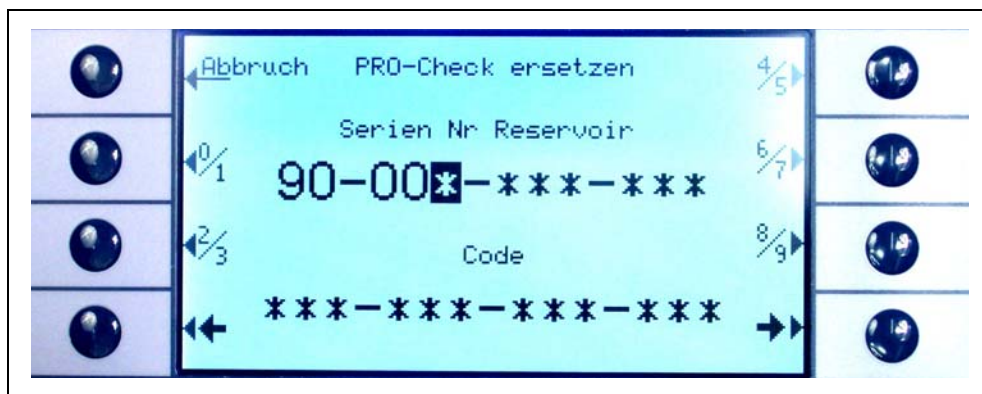 Abbruch PRO-Check ersetzen 4/5
Serien Nr Reservoir
0/1 90-00*-***-*** 6/7
2/3 Code 8/9
← ***-***-***-*** →